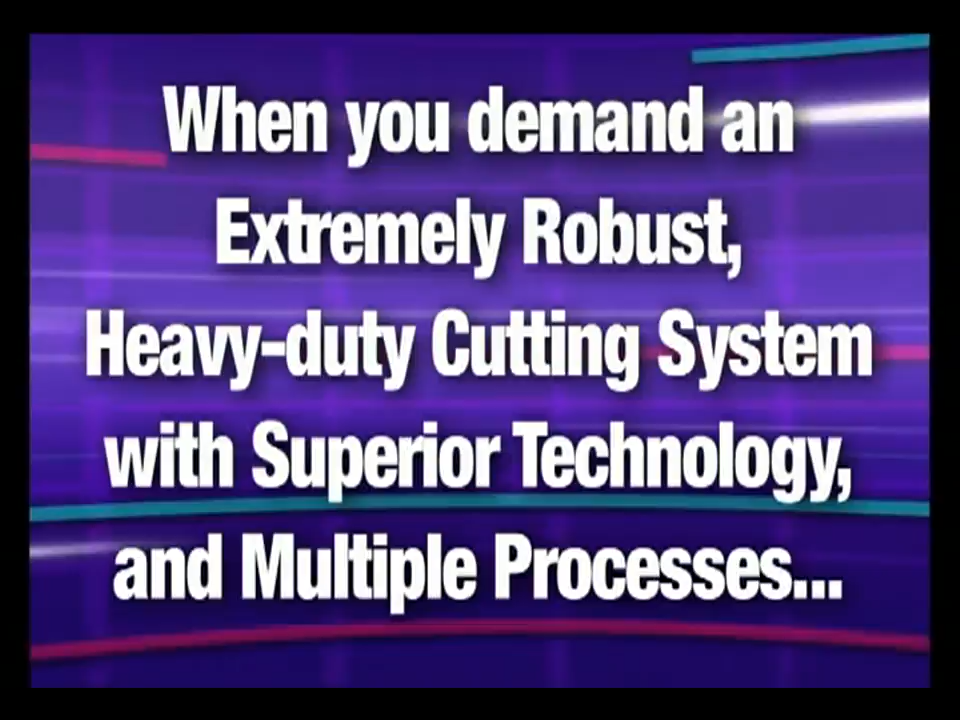 When you demand an
Extremely Robust,
Heavy-duty Cutting System
with Superior Technology,
and Multiple Processes...